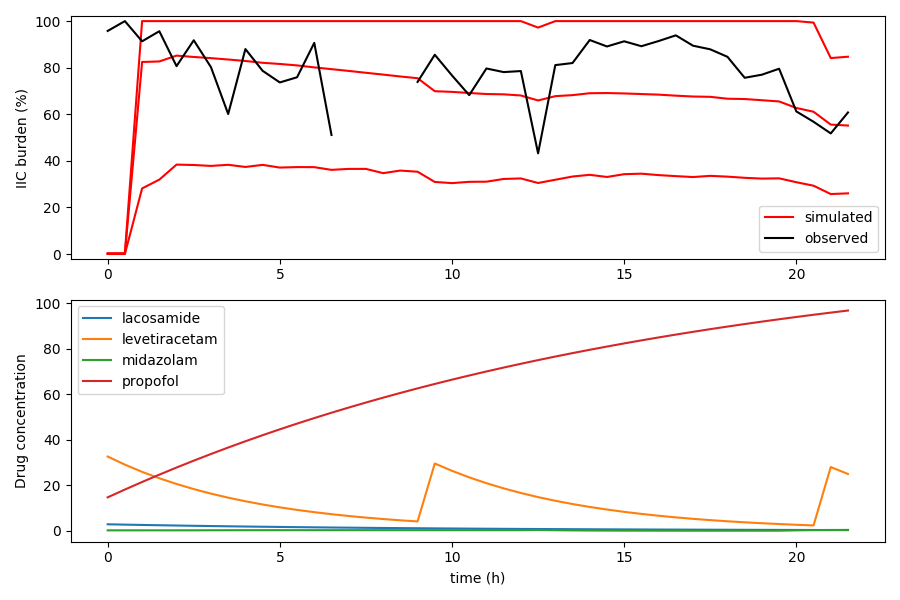 IIC burden (%)
100
80
60
40
20
0
simulated
observed
0 5 10 15 20
Drug concentration
100
80
60
40
20
0
lacosamide
levetiracetam
midazolam
propofol
0 5 10 15 20
time (h)